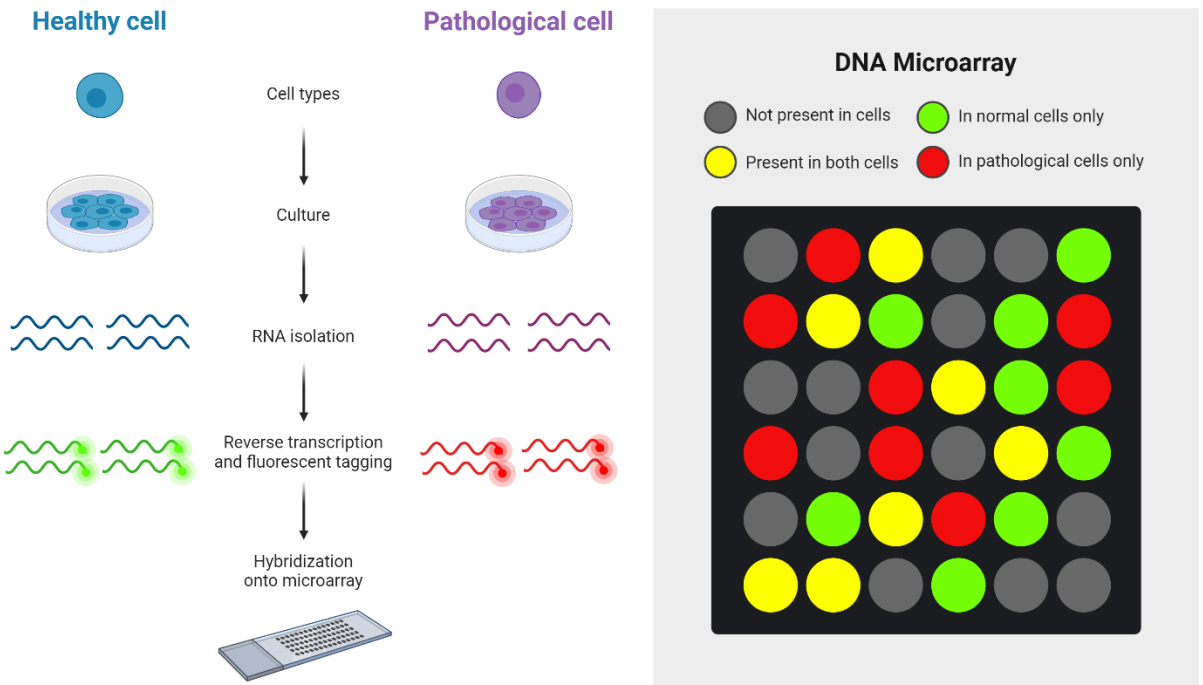 Healthy cell
Pathological cell
Cell types
Culture
RNA isolation
Reverse transcription
and fluorescent tagging
Hybridization
onto microarray
DNA Microarray
Not present in cells
In normal cells only
Present in both cells
In pathological cells only